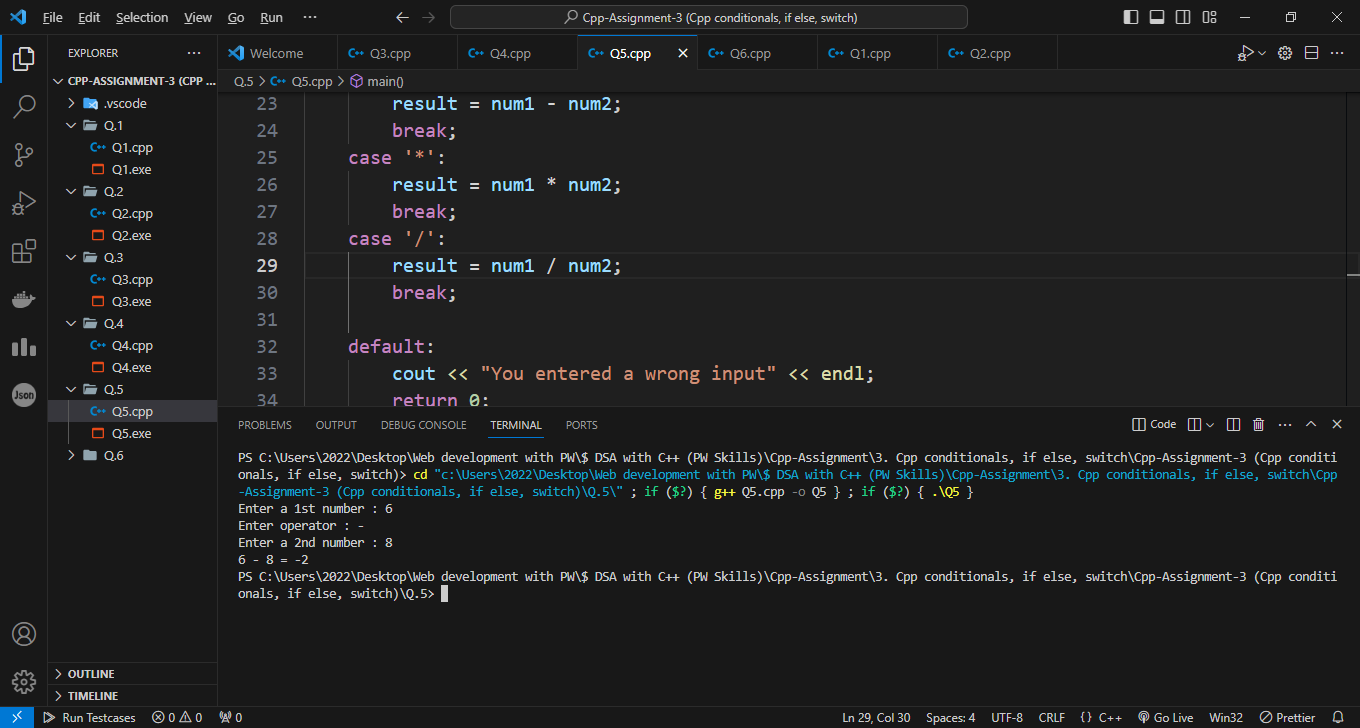 File Edit Selection View Go Run ··· Cpp-Assignment-3 (Cpp conditionals, if else, switch)
EXPLORER ···
Welcome Q3.cpp Q4.cpp Q5.cpp Q6.cpp Q1.cpp Q2.cpp
CPP-ASSIGNMENT-3 (CPP ...
Q.5 > Q5.cpp > main()
.vscode
Q.1
Q1.cpp
Q1.exe
Q.2
Q2.cpp
Q2.exe
Q.3
Q3.cpp
Q3.exe
Q.4
Q4.cpp
Q4.exe
Q.5
Q5.cpp
Q5.exe
Q.6
Json
OUTLINE
TIMELINE
23 result = num1 - num2;
24 break;
25 case '*':
26 result = num1 * num2;
27 break;
28 case '/':
29 result = num1 / num2;
30 break;
31
32 default:
33 cout << "You entered a wrong input" << endl;
34 return 0;
PROBLEMS OUTPUT DEBUG CONSOLE TERMINAL PORTS Code
PS C:\Users\2022\Desktop\Web development with PW\$ DSA with C++ (PW Skills)\Cpp-Assignment\3. Cpp conditionals, if else, switch\Cpp-Assignment-3 (Cpp conditi
onals, if else, switch)> cd "c:\Users\2022\Desktop\Web development with PW\$ DSA with C++ (PW Skills)\Cpp-Assignment\3. Cpp conditionals, if else, switch\Cpp
-Assignment-3 (Cpp conditionals, if else, switch)\Q.5\" ; if ($?) { g++ Q5.cpp -o Q5 } ; if ($?) { .\Q5 }
Enter a 1st number : 6
Enter operator : -
Enter a 2nd number : 8
6 - 8 = -2
PS C:\Users\2022\Desktop\Web development with PW\$ DSA with C++ (PW Skills)\Cpp-Assignment\3. Cpp conditionals, if else, switch\Cpp-Assignment-3 (Cpp conditi
onals, if else, switch)\Q.5>
Run Testcases 0 0 0 Ln 29, Col 30 Spaces: 4 UTF-8 CRLF {} C++ Go Live Win32 Prettier